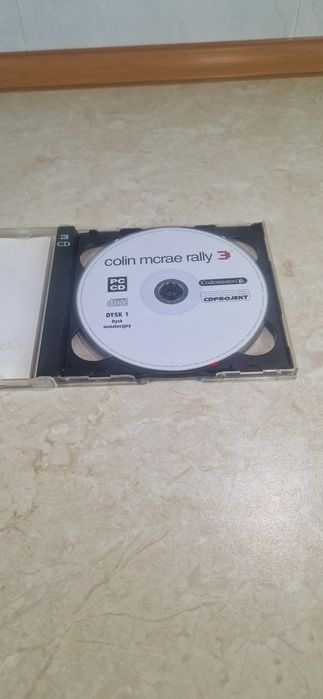 3
CD
colin mcrae rally 3
PC
CD
Codemasters
CDPROJEKT
DYSK 1
Dysk
instalacyjny